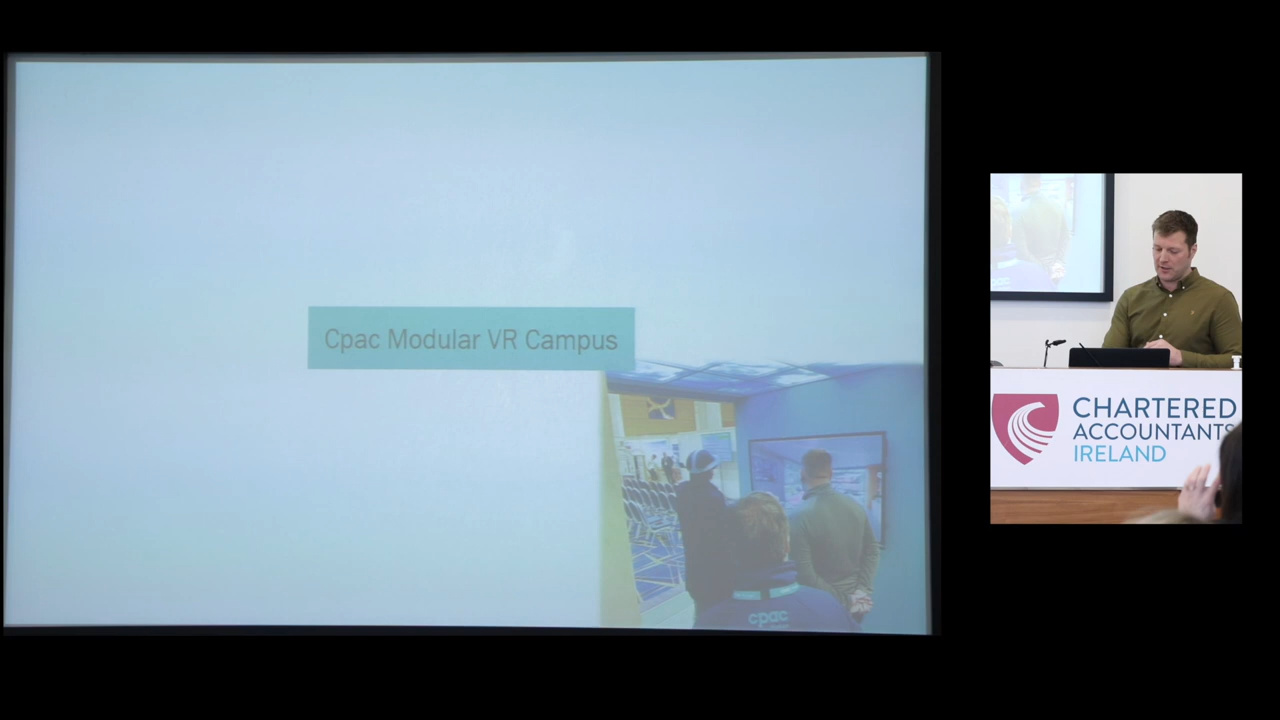 Cpac Modular VR Campus
cpac
CHARTERED
ACCOUNTANTS
IRELAND